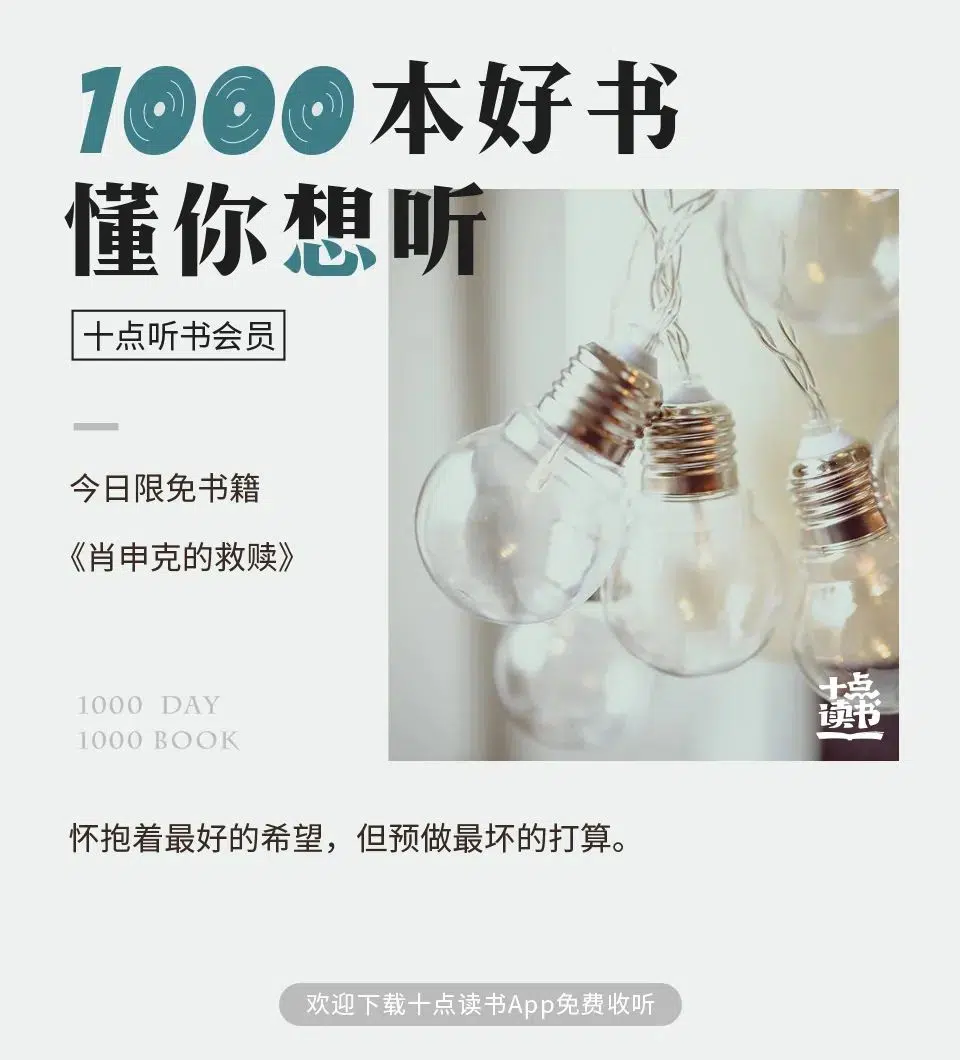 1000本好书
懂你想听
十点听书会员
今日限免书籍
《肖申克的救赎》
1000 DAY
1000 BOOK
十点
读书
怀抱着最好的希望，但预做最坏的打算。
欢迎下载十点读书App免费收听